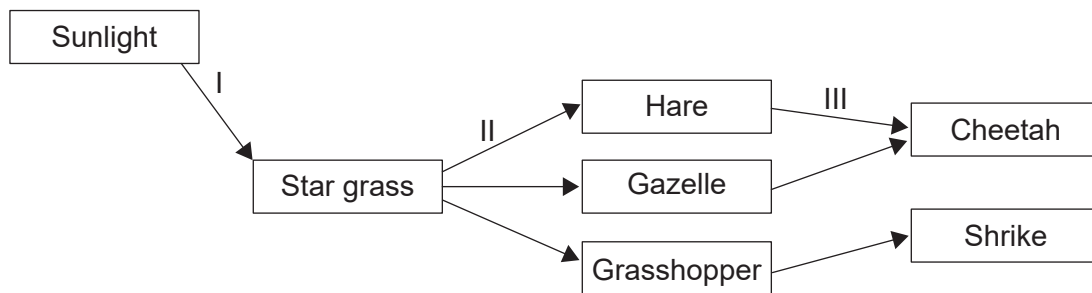 Sunlight
I
Star grass
II
Hare
III
Cheetah
Gazelle
Grasshopper
Shrike